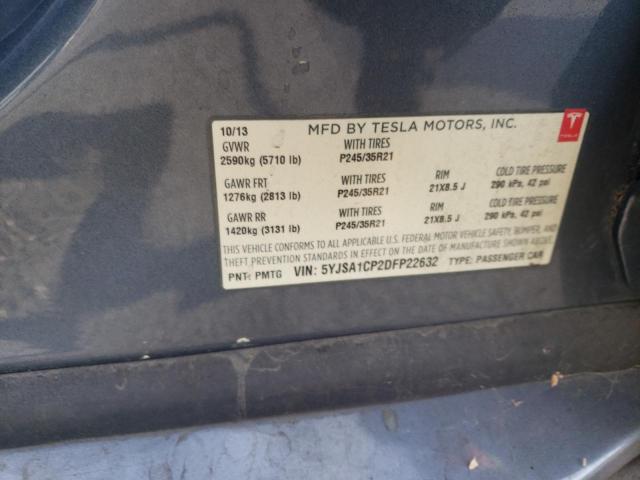 10/13 MFD BY TESLA MOTORS, INC.
GVWR WITH TIRES
2590kg (5710 lb) P245/35R21
GAWR FRT WITH TIRES RIM COLD TIRE PRESSURE
1276kg (2813 lb) P245/35R21 21X8.5 J 290 kPa, 42 psi
GAWR RR WITH TIRES RIM COLD TIRE PRESSURE
1420kg (3131 lb) P245/35R21 21X8.5 J 290 kPa, 42 psi
THIS VEHICLE CONFORMS TO ALL APPLICABLE U.S. FEDERAL MOTOR VEHICLE SAFETY, BUMPER, AND
THEFT PREVENTION STANDARDS IN EFFECT ON THE DATE OF MANUFACTURE SHOWN ABOVE.
PNT: PMTG VIN: 5YJSA1CP2DFP22632 TYPE: PASSENGER CAR
TESLA